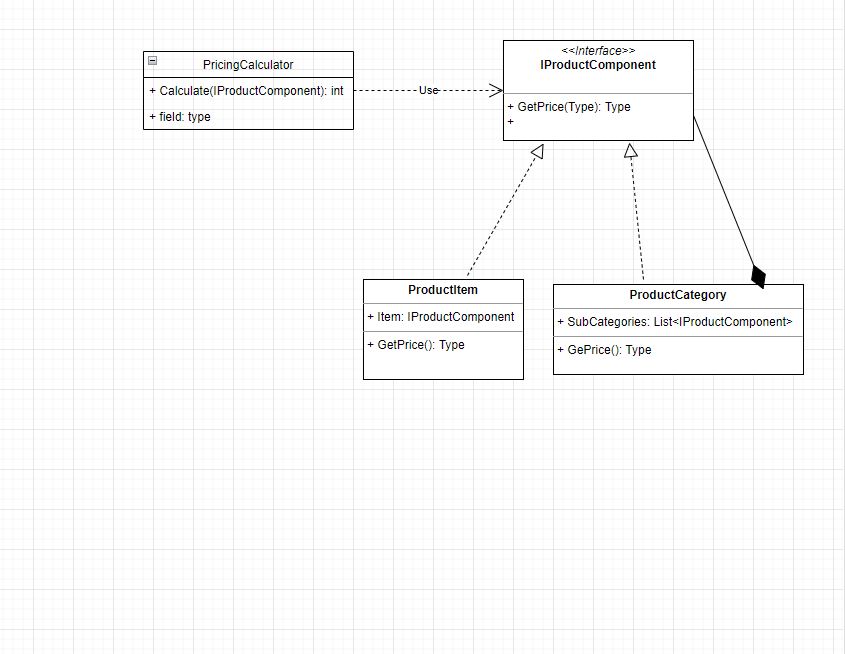 PricingCalculator
+ Calculate(IProductComponent): int
+ field: type
Use
<<Interface>>
IProductComponent
+ GetPrice(Type): Type
+
ProductItem
+ Item: IProductComponent
+ GetPrice(): Type
ProductCategory
+ SubCategories: List<IProductComponent>
+ GePrice(): Type